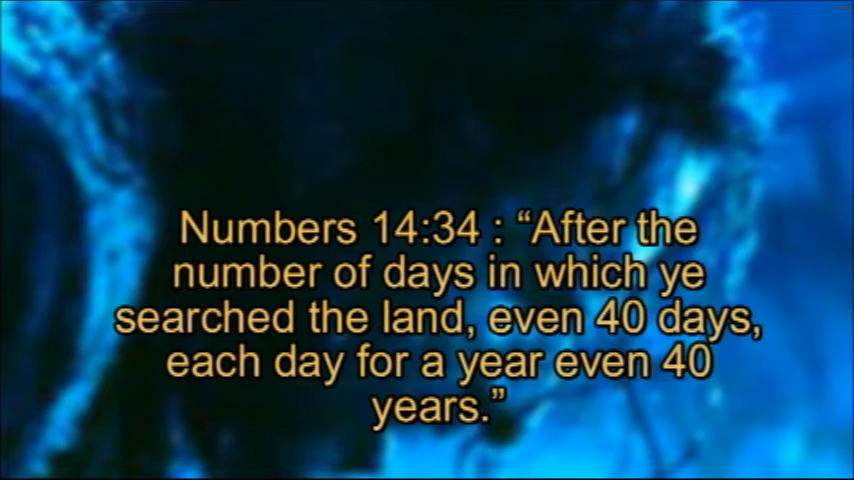 Numbers 14:34 : “After the
number of days in which ye
searched the land, even 40 days,
each day for a year even 40
years.”